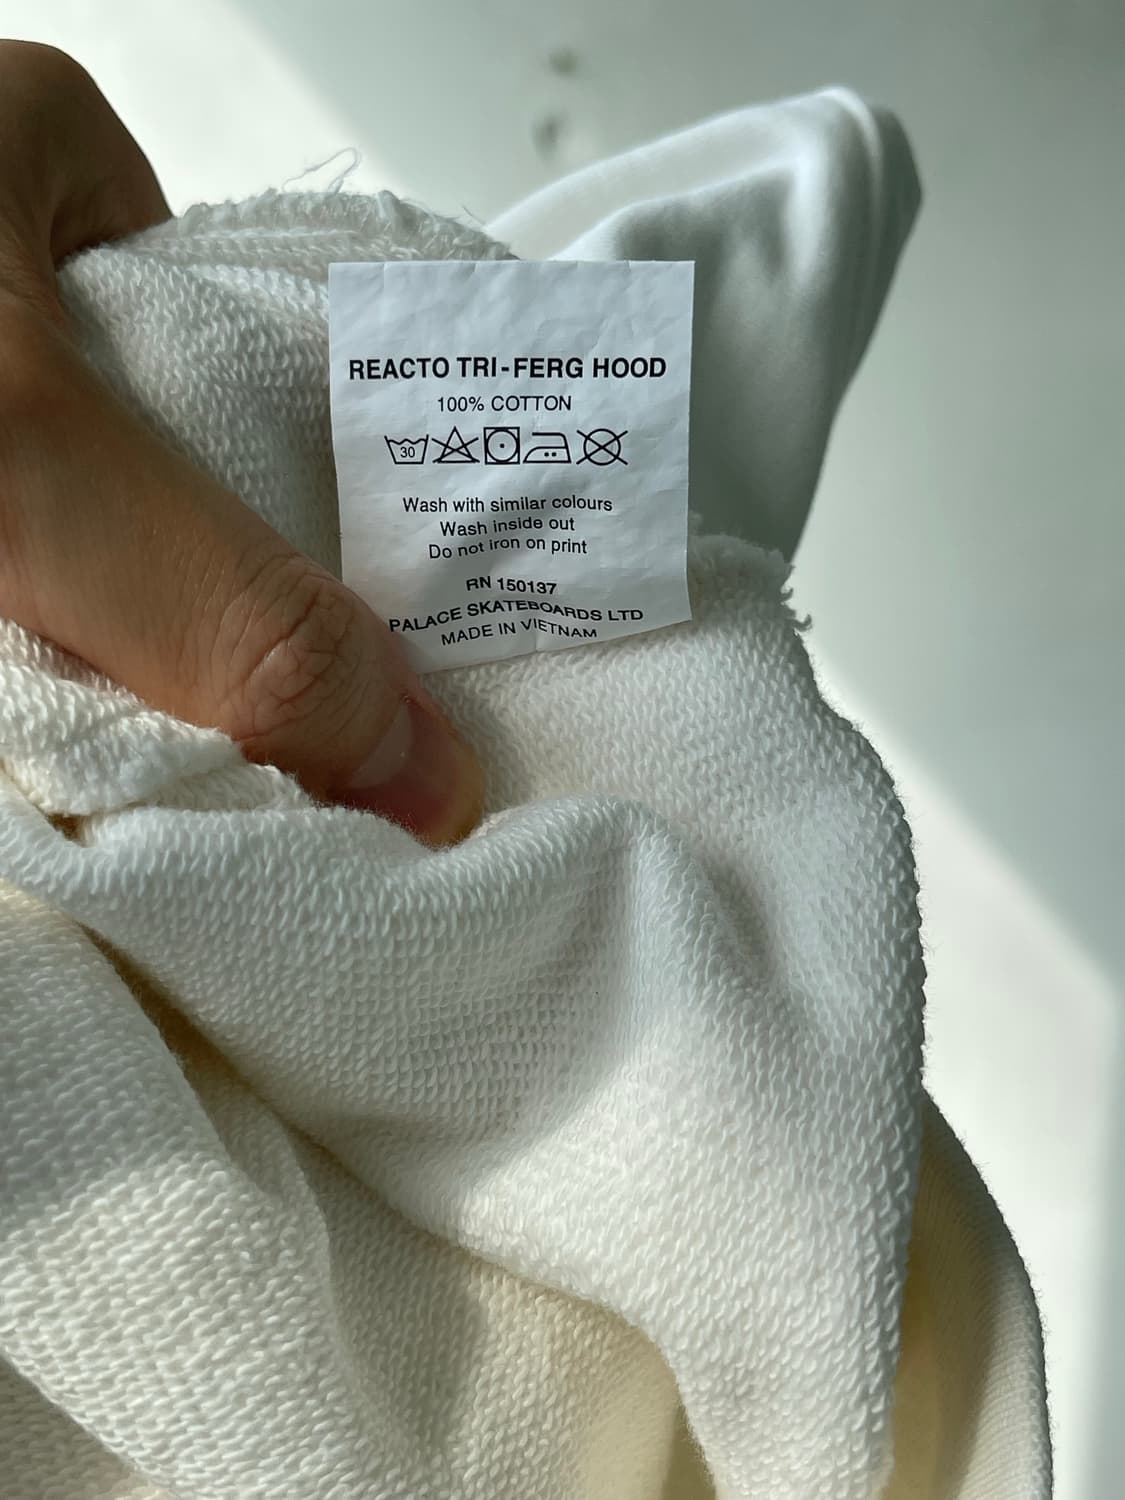 REACTO TRI-FERG HOOD
100% COTTON
30
Wash with similar colours
Wash inside out
Do not iron on print
RN 150137
PALACE SKATEBOARDS LTD
MADE IN VIETNAM